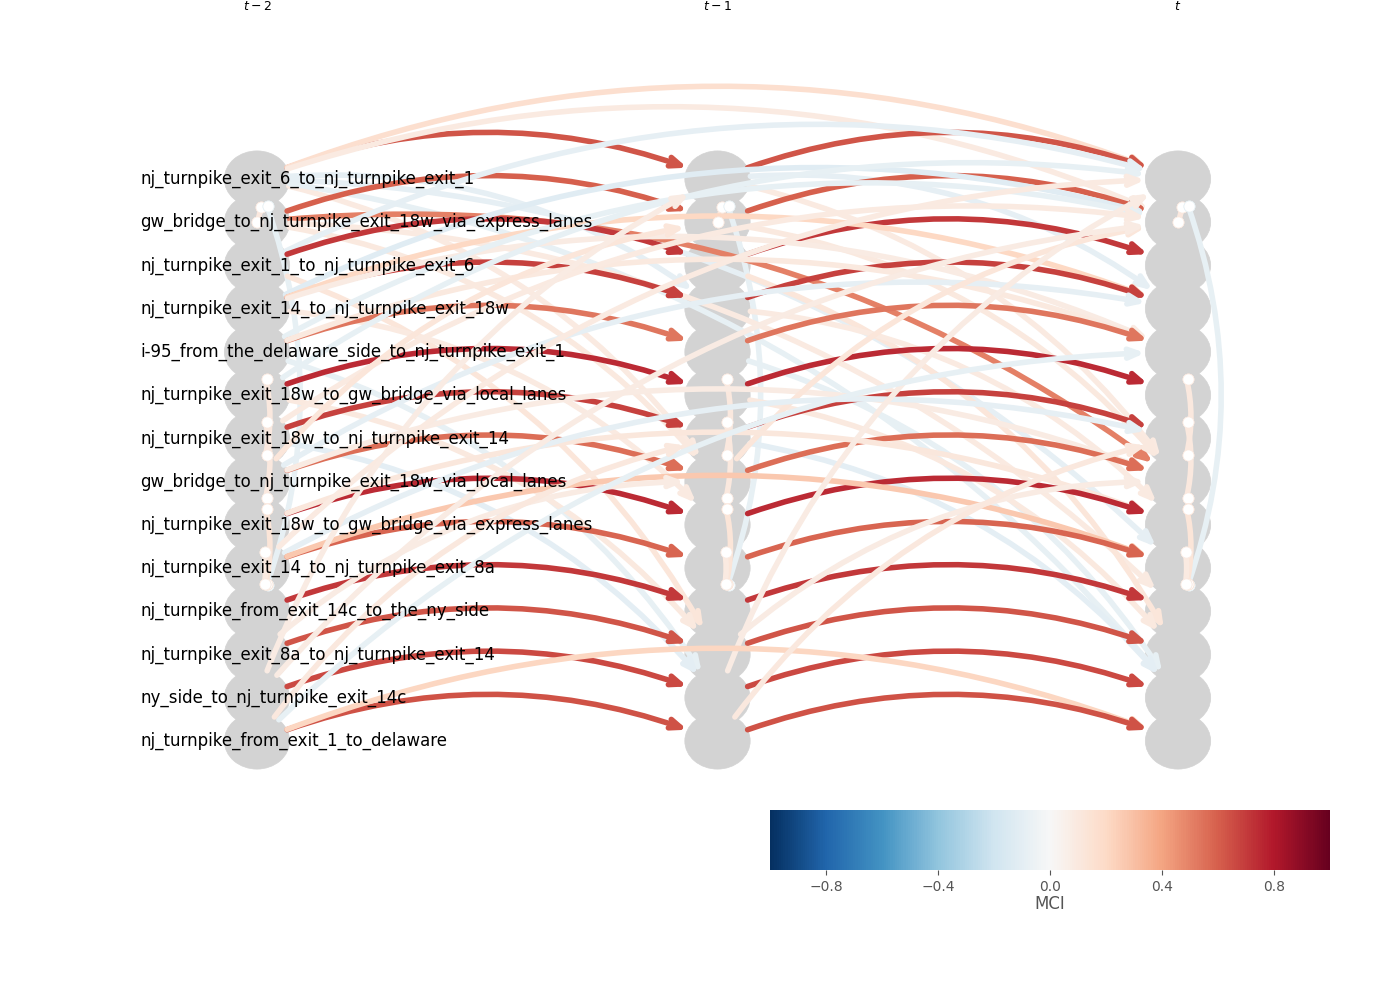 t − 2
t − 1
t
nj_turnpike_exit_6_to_nj_turnpike_exit_1
gw_bridge_to_nj_turnpike_exit_18w_via_express_lanes
nj_turnpike_exit_1_to_nj_turnpike_exit_6
nj_turnpike_exit_14_to_nj_turnpike_exit_18w
i-95_from_the_delaware_side_to_nj_turnpike_exit_1
nj_turnpike_exit_18w_to_gw_bridge_via_local_lanes
nj_turnpike_exit_18w_to_nj_turnpike_exit_14
gw_bridge_to_nj_turnpike_exit_18w_via_local_lanes
nj_turnpike_exit_18w_to_gw_bridge_via_express_lanes
nj_turnpike_exit_14_to_nj_turnpike_exit_8a
nj_turnpike_from_exit_14c_to_the_ny_side
nj_turnpike_exit_8a_to_nj_turnpike_exit_14
ny_side_to_nj_turnpike_exit_14c
nj_turnpike_from_exit_1_to_delaware
−0.8
−0.4
0.0
0.4
0.8
MCI